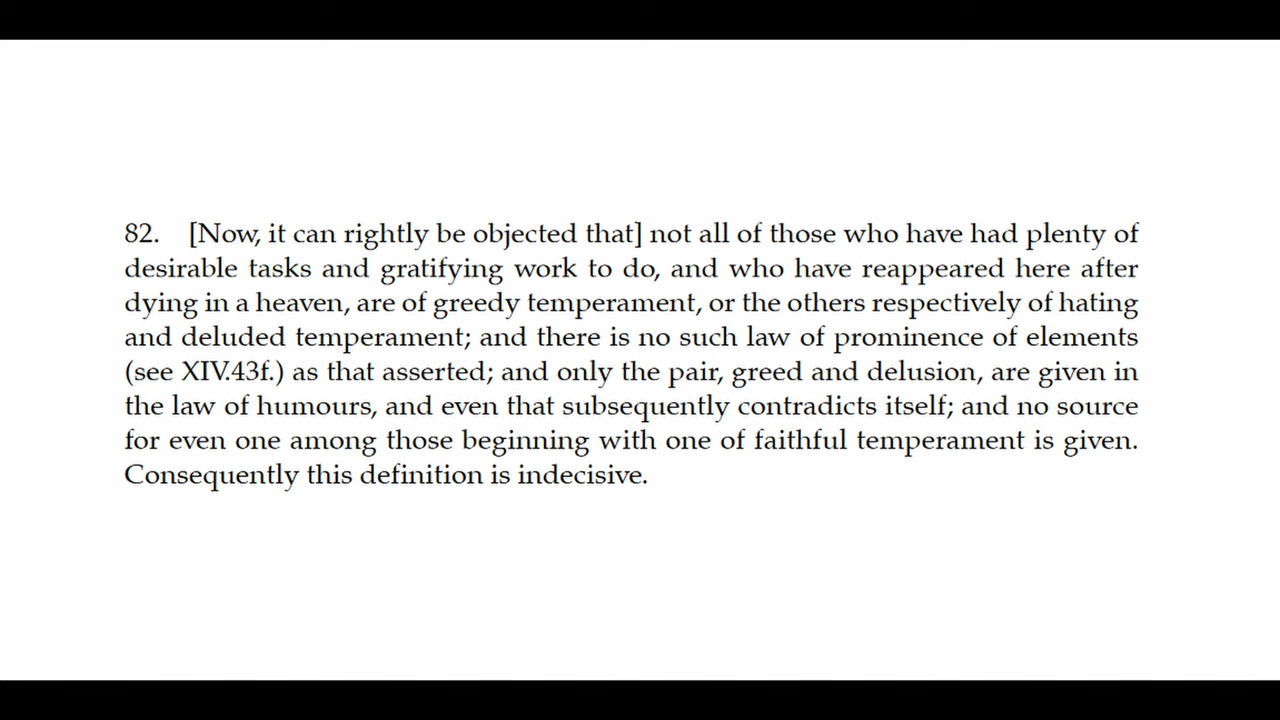 82. [Now, it can rightly be objected that] not all of those who have had plenty of
desirable tasks and gratifying work to do, and who have reappeared here after
dying in a heaven, are of greedy temperament, or the others respectively of hating
and deluded temperament; and there is no such law of prominence of elements
(see XIV.43f.) as that asserted; and only the pair, greed and delusion, are given in
the law of humours, and even that subsequently contradicts itself; and no source
for even one among those beginning with one of faithful temperament is given.
Consequently this definition is indecisive.